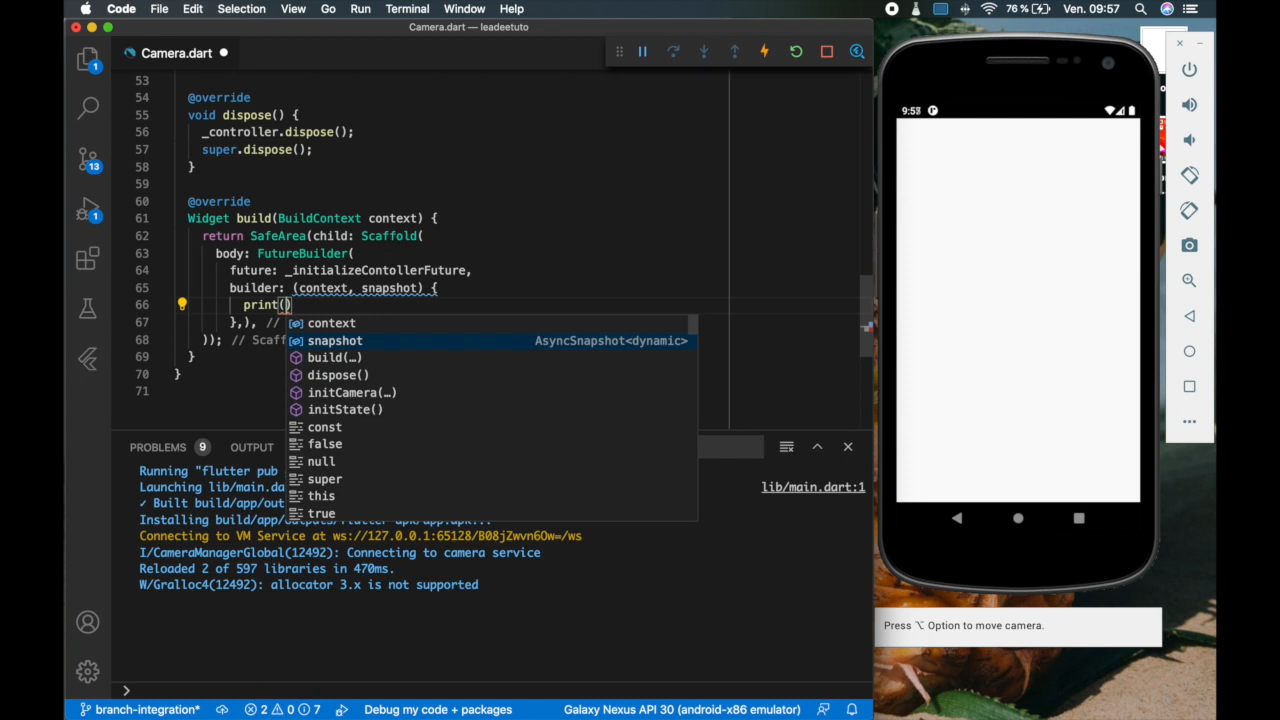 Code File Edit Selection View Go Run Terminal Window Help
76 % Ven. 09:57
Camera.dart — leadeetuto
Camera.dart
1
13
1
53
54 @override
55 void dispose() {
56 _controller.dispose();
57 super.dispose();
58 }
59
60 @override
61 Widget build(BuildContext context) {
62 return SafeArea(child: Scaffold(
63 body: FutureBuilder(
64 future: _initializeContollerFuture,
65 builder: (context, snapshot) {
66 print()
67 },), //
68 )); // Scaff
69 }
70 }
71
context
snapshot AsyncSnapshot<dynamic>
build(…)
dispose()
initCamera(…)
initState()
const
false
null
super
this
true
PROBLEMS 9 OUTPUT
Running "flutter pub
Launching lib/main.da lib/main.dart:1
✓ Built build/app/out
Installing build/app/outputs/flutter-apk/app.apk...
Connecting to VM Service at ws://127.0.0.1:65128/B08jZwvn6Ow=/ws
I/CameraManagerGlobal(12492): Connecting to camera service
Reloaded 2 of 597 libraries in 470ms.
W/Gralloc4(12492): allocator 3.x is not supported
branch-integration* 2 0 7 Debug my code + packages Galaxy Nexus API 30 (android-x86 emulator)
Press ⌥ Option to move camera.